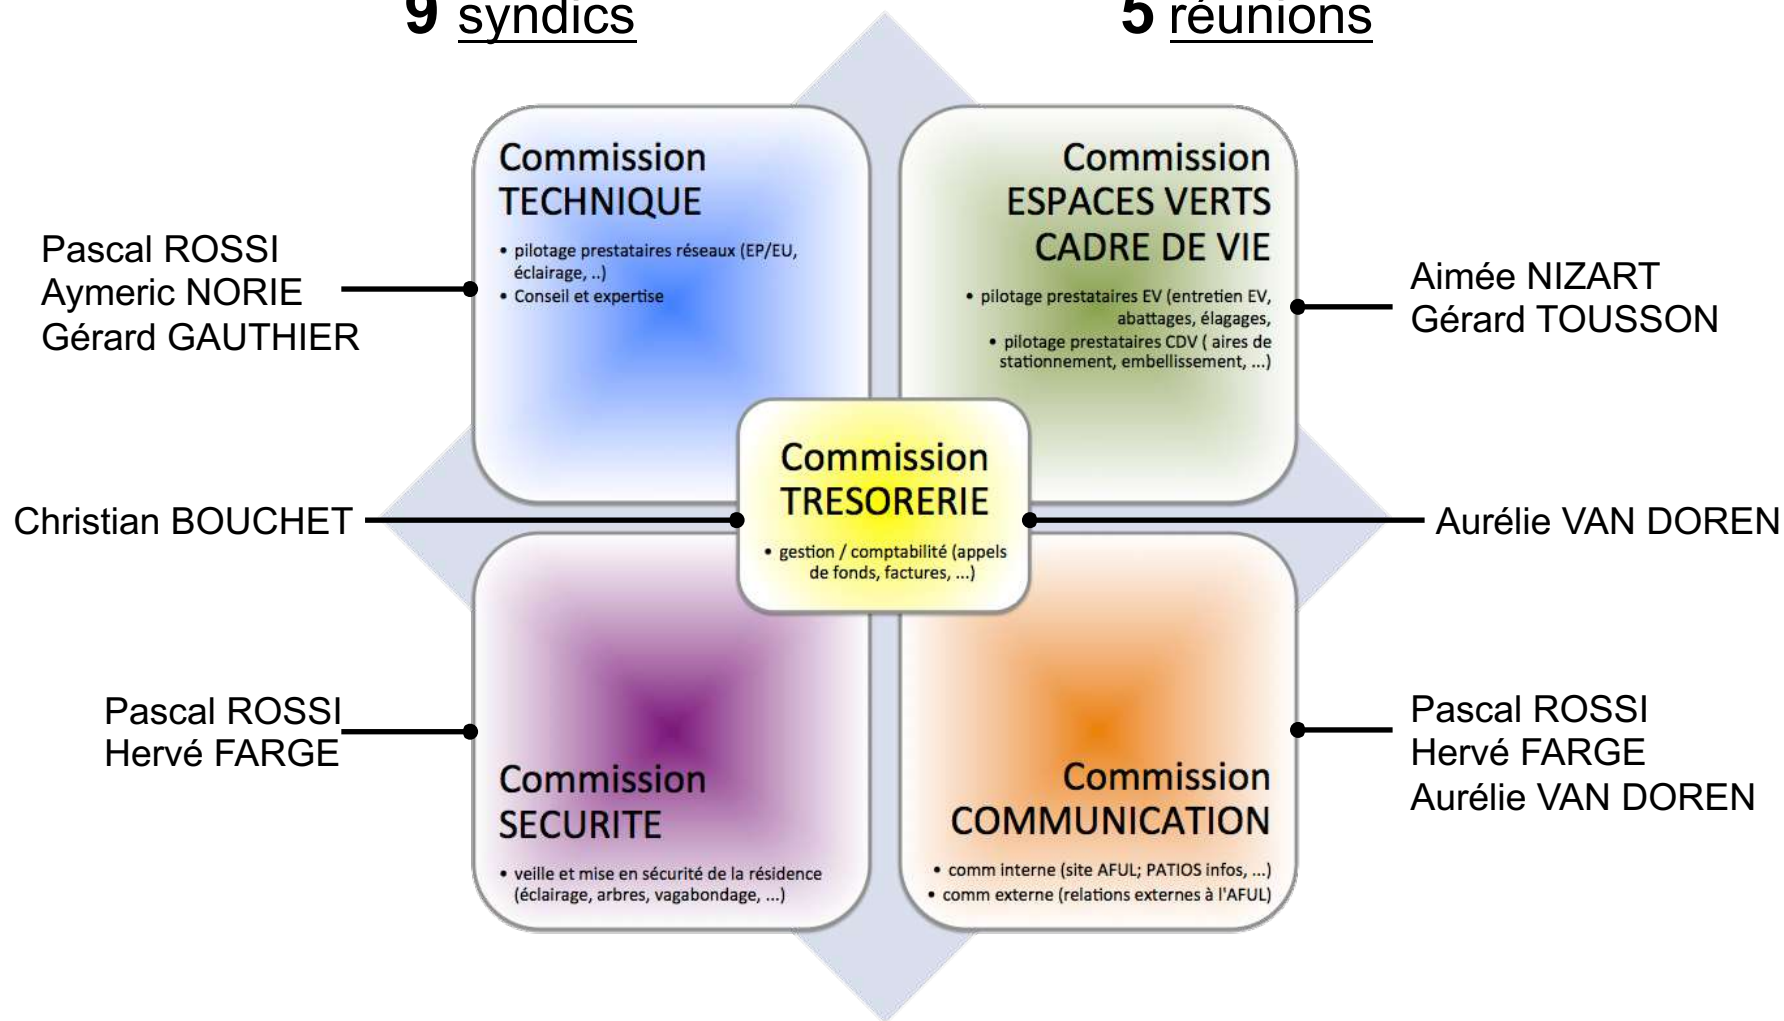 9 syndics
5 réunions
Commission
TECHNIQUE
• pilotage prestataires réseaux (EP/EU,
éclairage, ..)
• Conseil et expertise
Commission
ESPACES VERTS
CADRE DE VIE
• pilotage prestataires EV (entretien EV,
abattages, élagages,
• pilotage prestataires CDV ( aires de
stationnement, embellissement, ...)
Pascal ROSSI
Aymeric NORIE
Gérard GAUTHIER
Aimée NIZART
Gérard TOUSSON
Commission
TRESORERIE
• gestion / comptabilité (appels
de fonds, factures, ...)
Christian BOUCHET
Aurélie VAN DOREN
Pascal ROSSI
Hervé FARGE
Commission
SECURITE
• veille et mise en sécurité de la résidence
(éclairage, arbres, vagabondage, ...)
Commission
COMMUNICATION
• comm interne (site AFUL; PATIOS infos, ...)
• comm externe (relations externes à l'AFUL)
Pascal ROSSI
Hervé FARGE
Aurélie VAN DOREN